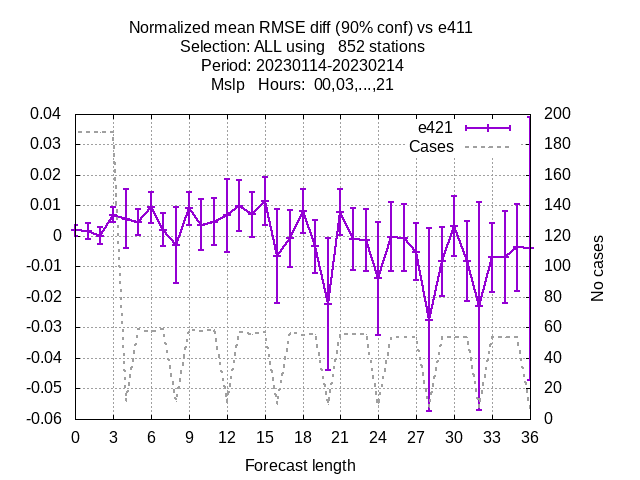 Normalized mean RMSE diff (90% conf) vs e411
Selection: ALL using   852 stations
Period: 20230114-20230214
Mslp   Hours:  00,03,...,21
e421
Cases
0.04
0.03
0.02
0.01
0
-0.01
-0.02
-0.03
-0.04
-0.05
-0.06
200
180
160
140
120
100
80
60
40
20
0
No cases
0 3 6 9 12 15 18 21 24 27 30 33 36
Forecast length